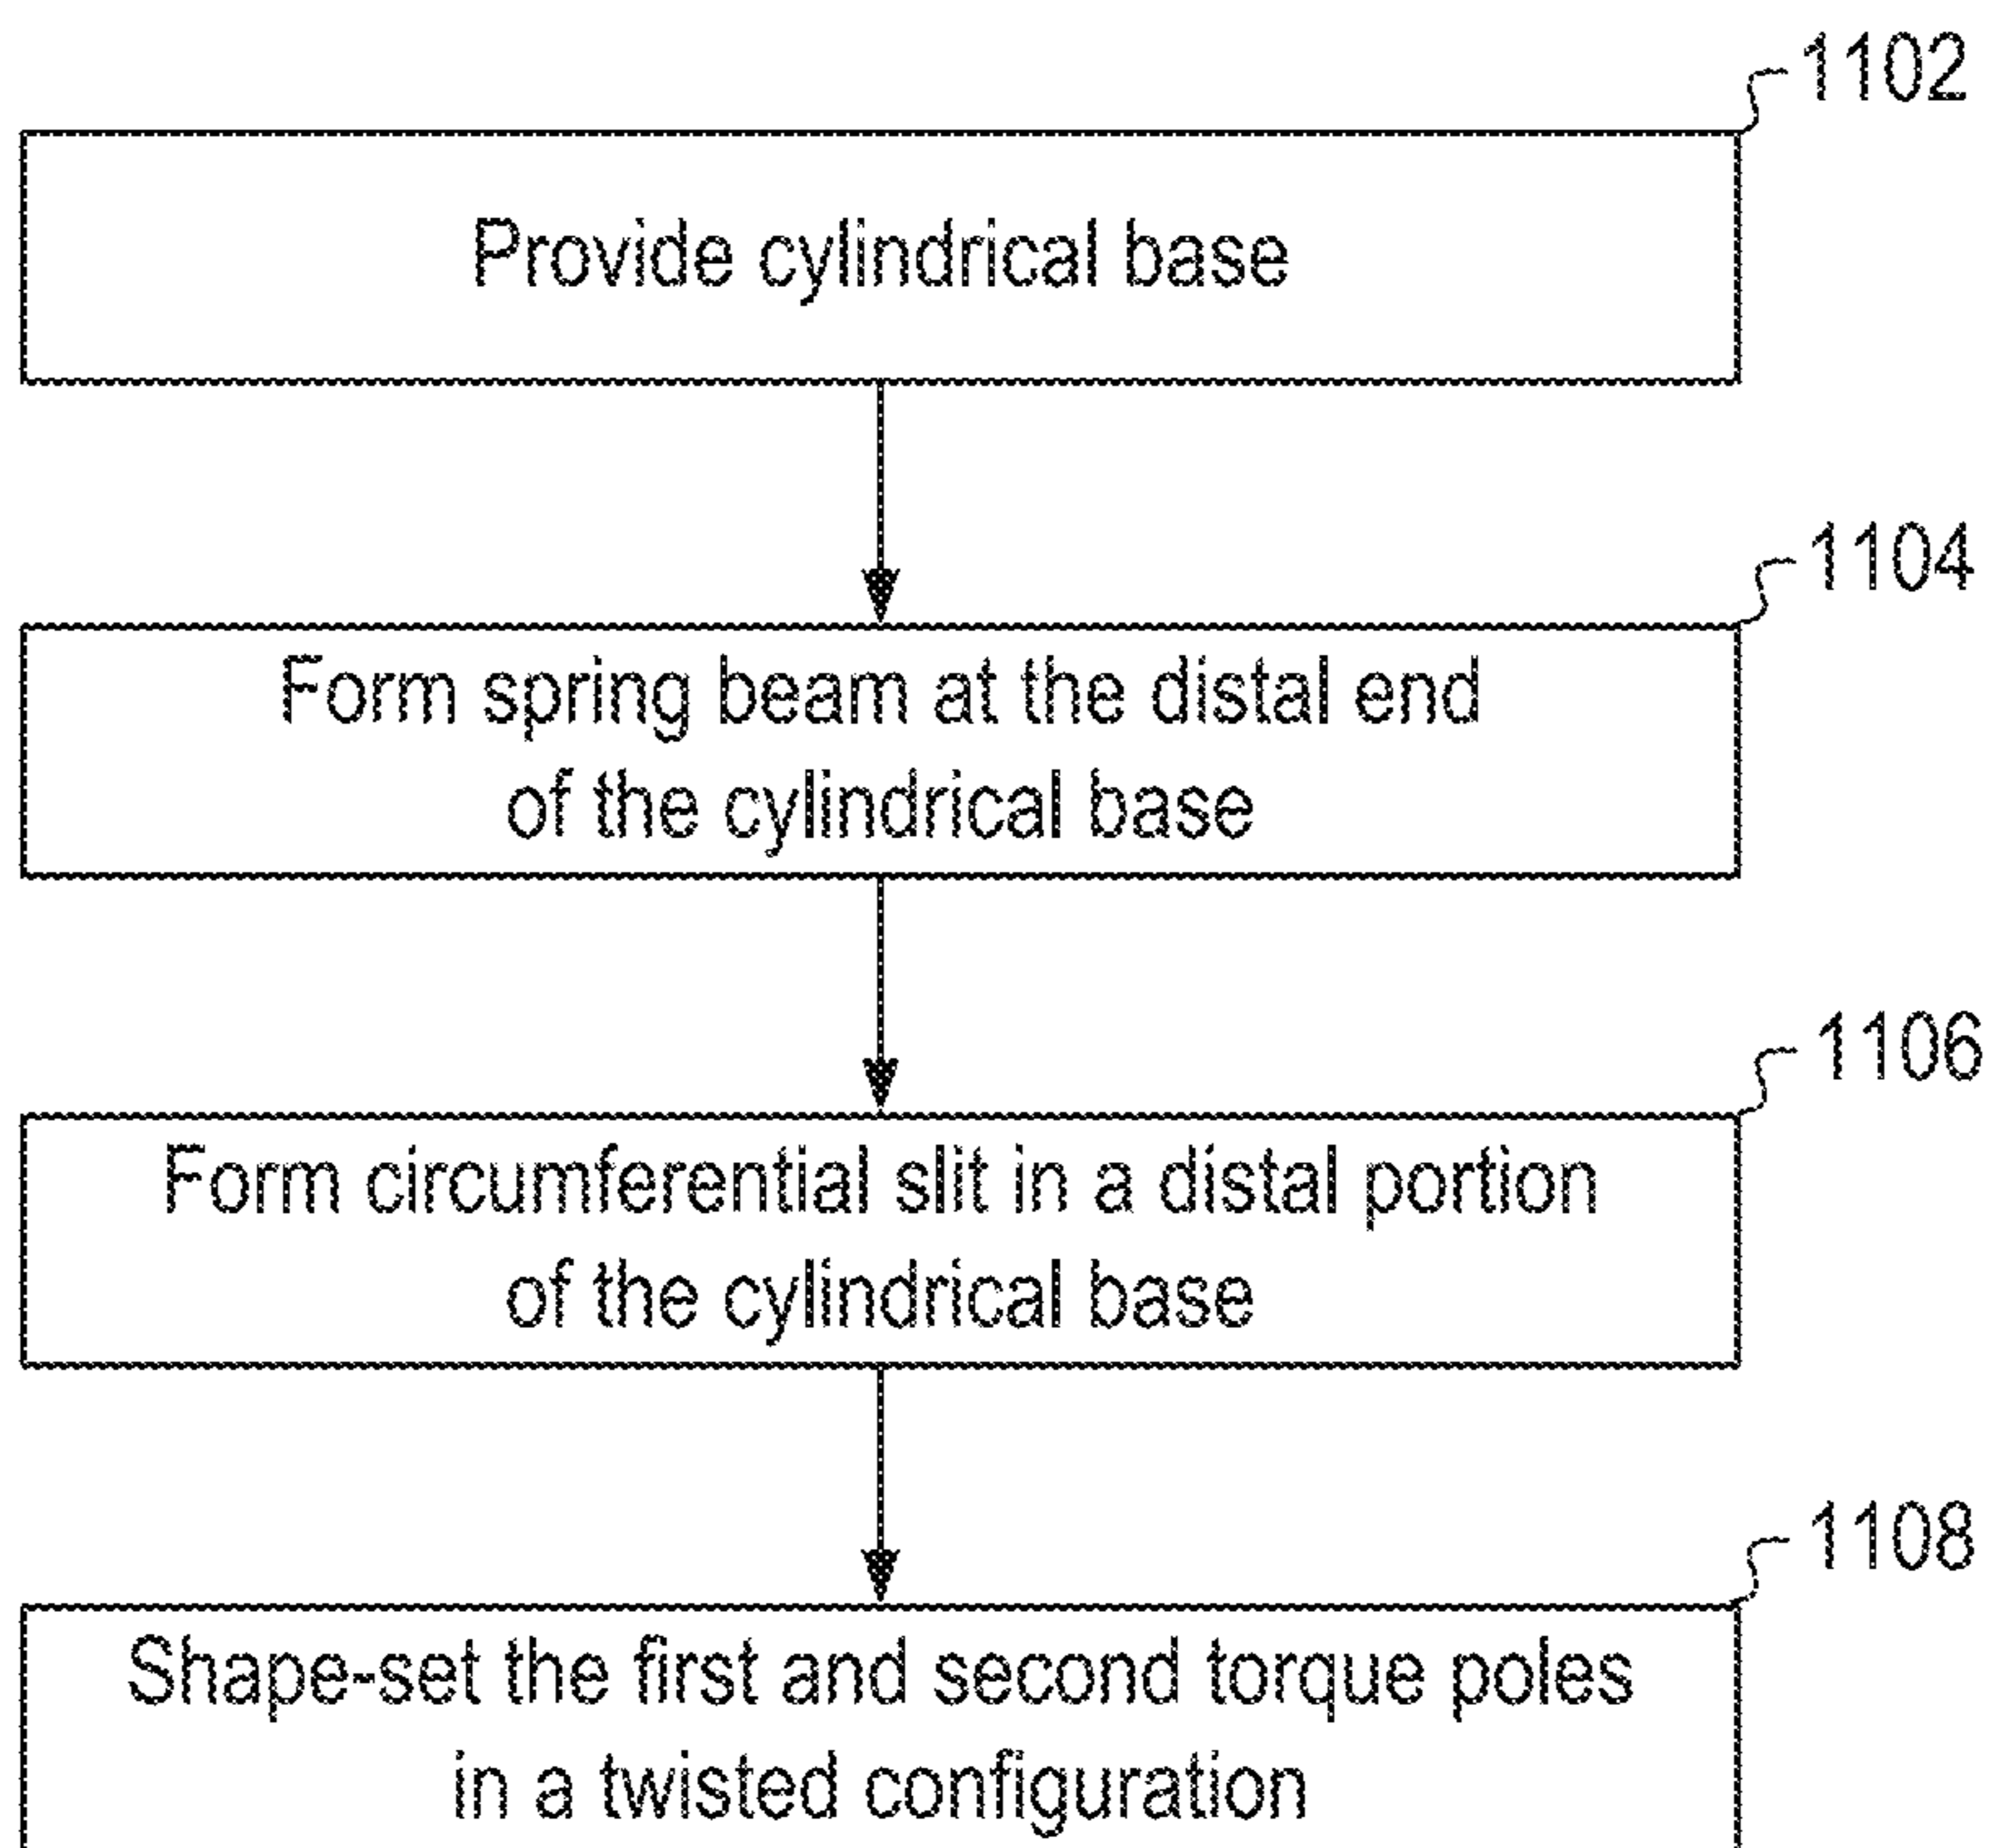 1102
Provide cylindrical base
1104
Form spring beam at the distal end
of the cylindrical base
1106
Form circumferential slit in a distal portion
of the cylindrical base
1108
Shape-set the first and second torque poles
in a twisted configuration